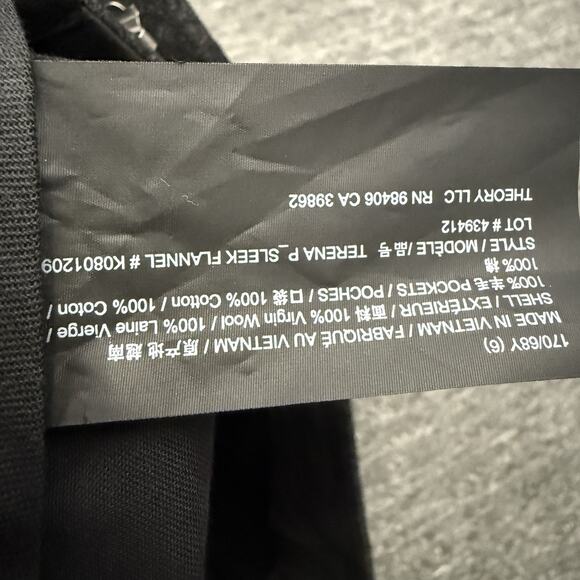 170/68Y (6)
MADE IN VIETNAM / FABRIQUÉ AU VIETNAM / 原产地 越南
SHELL / EXTÉRIEUR / 面料 100% Virgin Wool / 100% Laine Vierge /
100% 羊毛 POCKETS / POCHES / 口袋 100% Cotton / 100% Coton /
100% 棉
STYLE / MODÈLE /品号 TERENA P_SLEEK FLANNEL # K0801209
LOT # 439412
THEORY LLC RN 98406 CA 39862